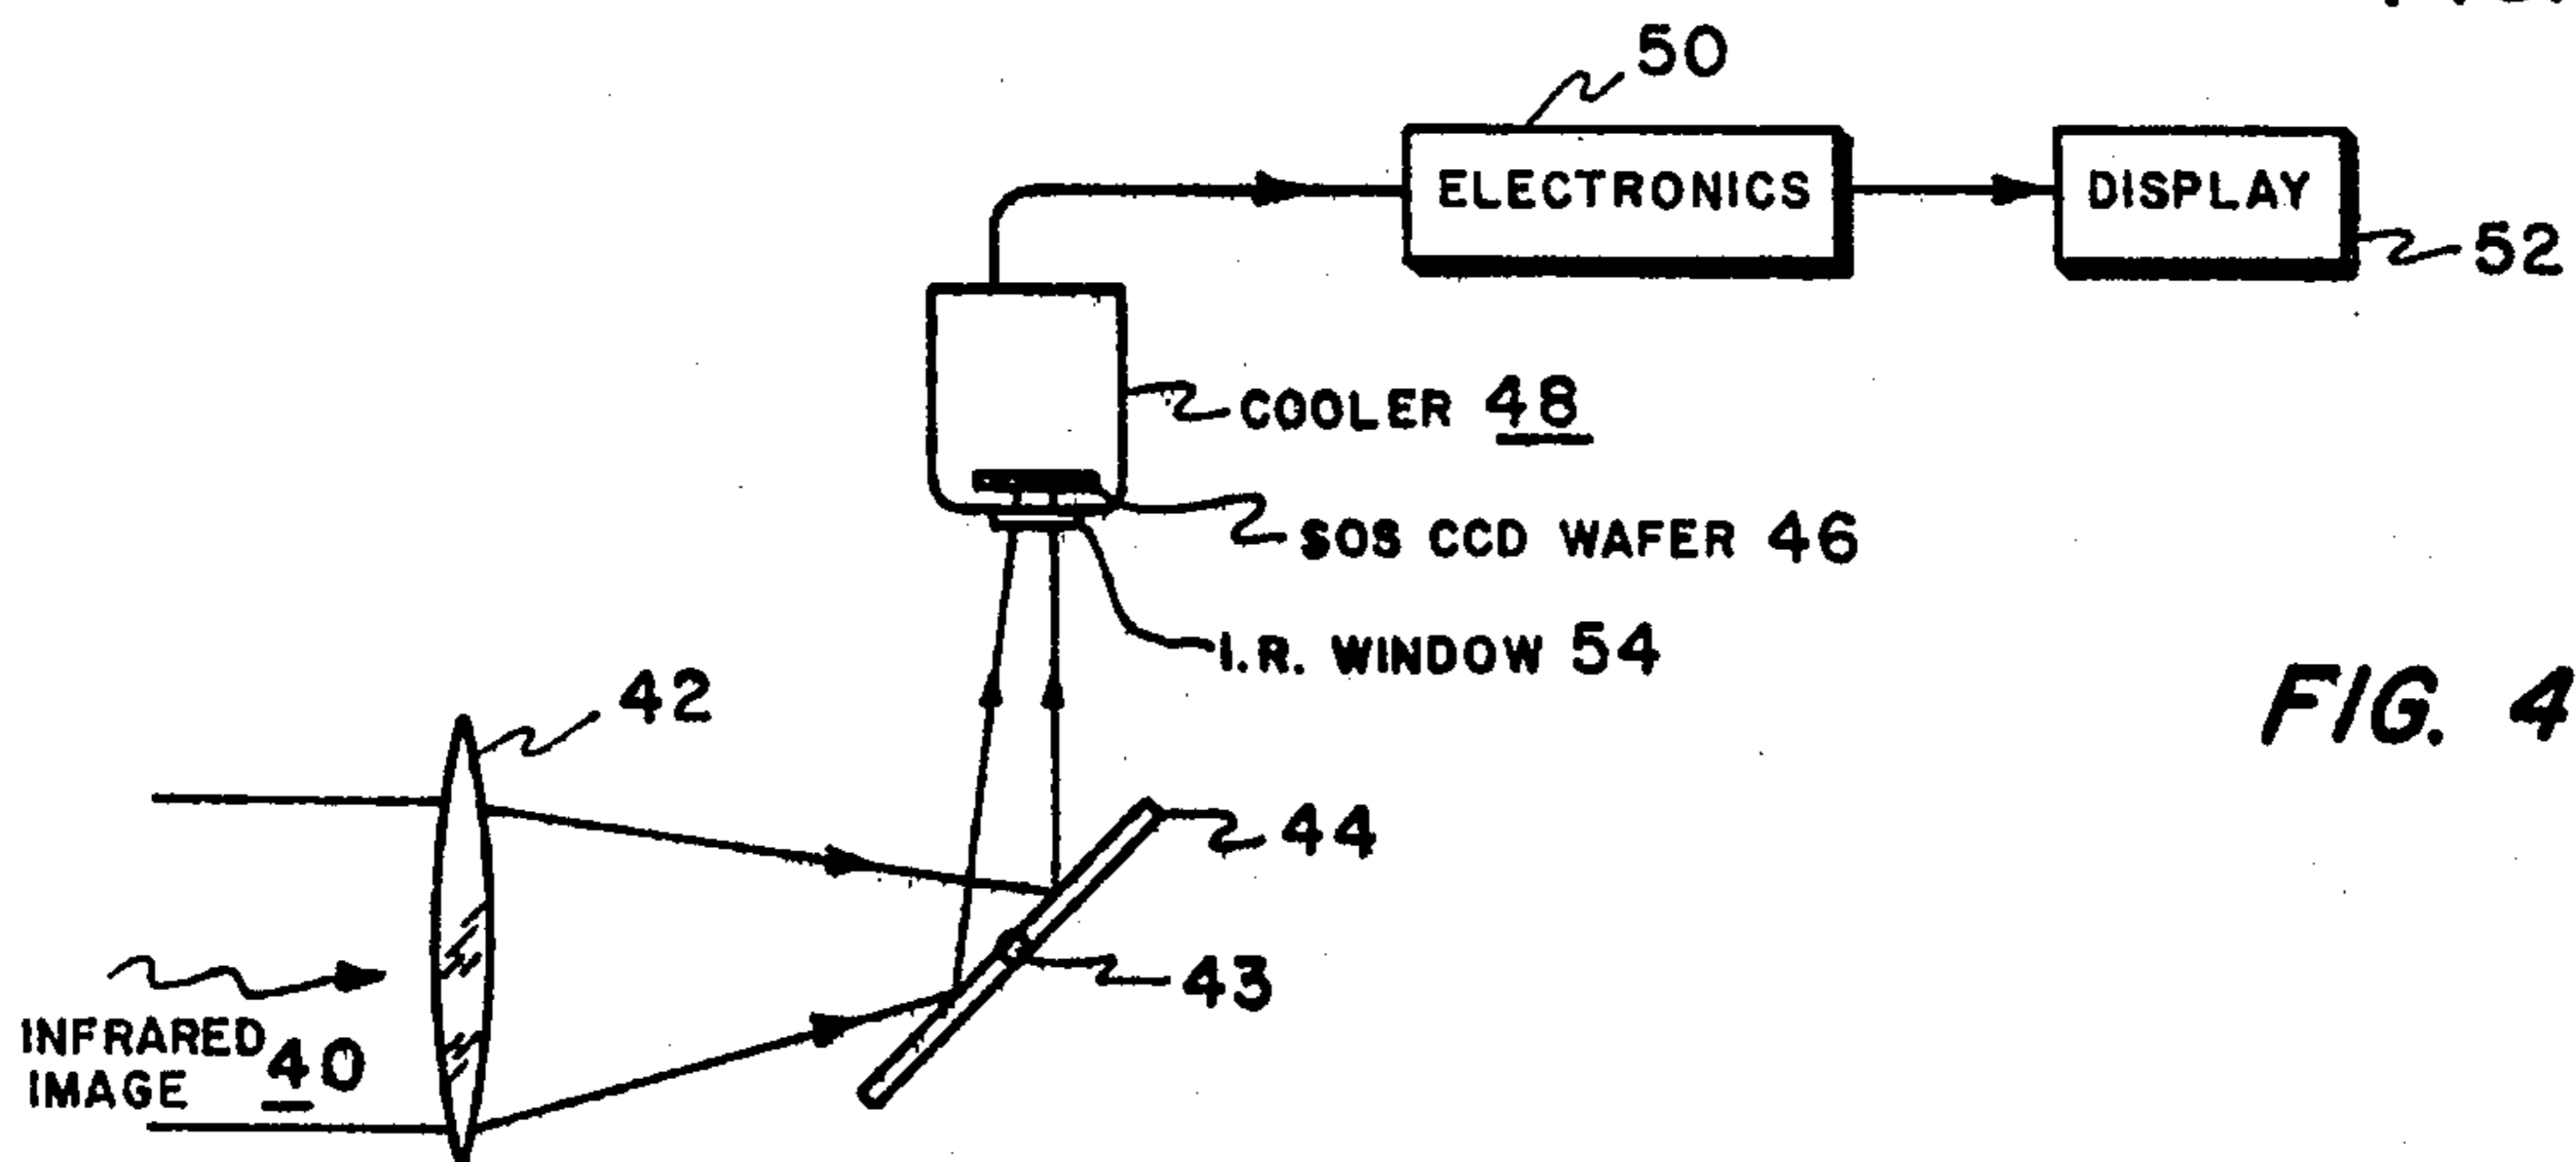 50
ELECTRONICS
DISPLAY
52
COOLER 48
SOS CCD WAFER 46
I.R. WINDOW 54
42
FIG. 4
44
43
INFRARED
IMAGE 40